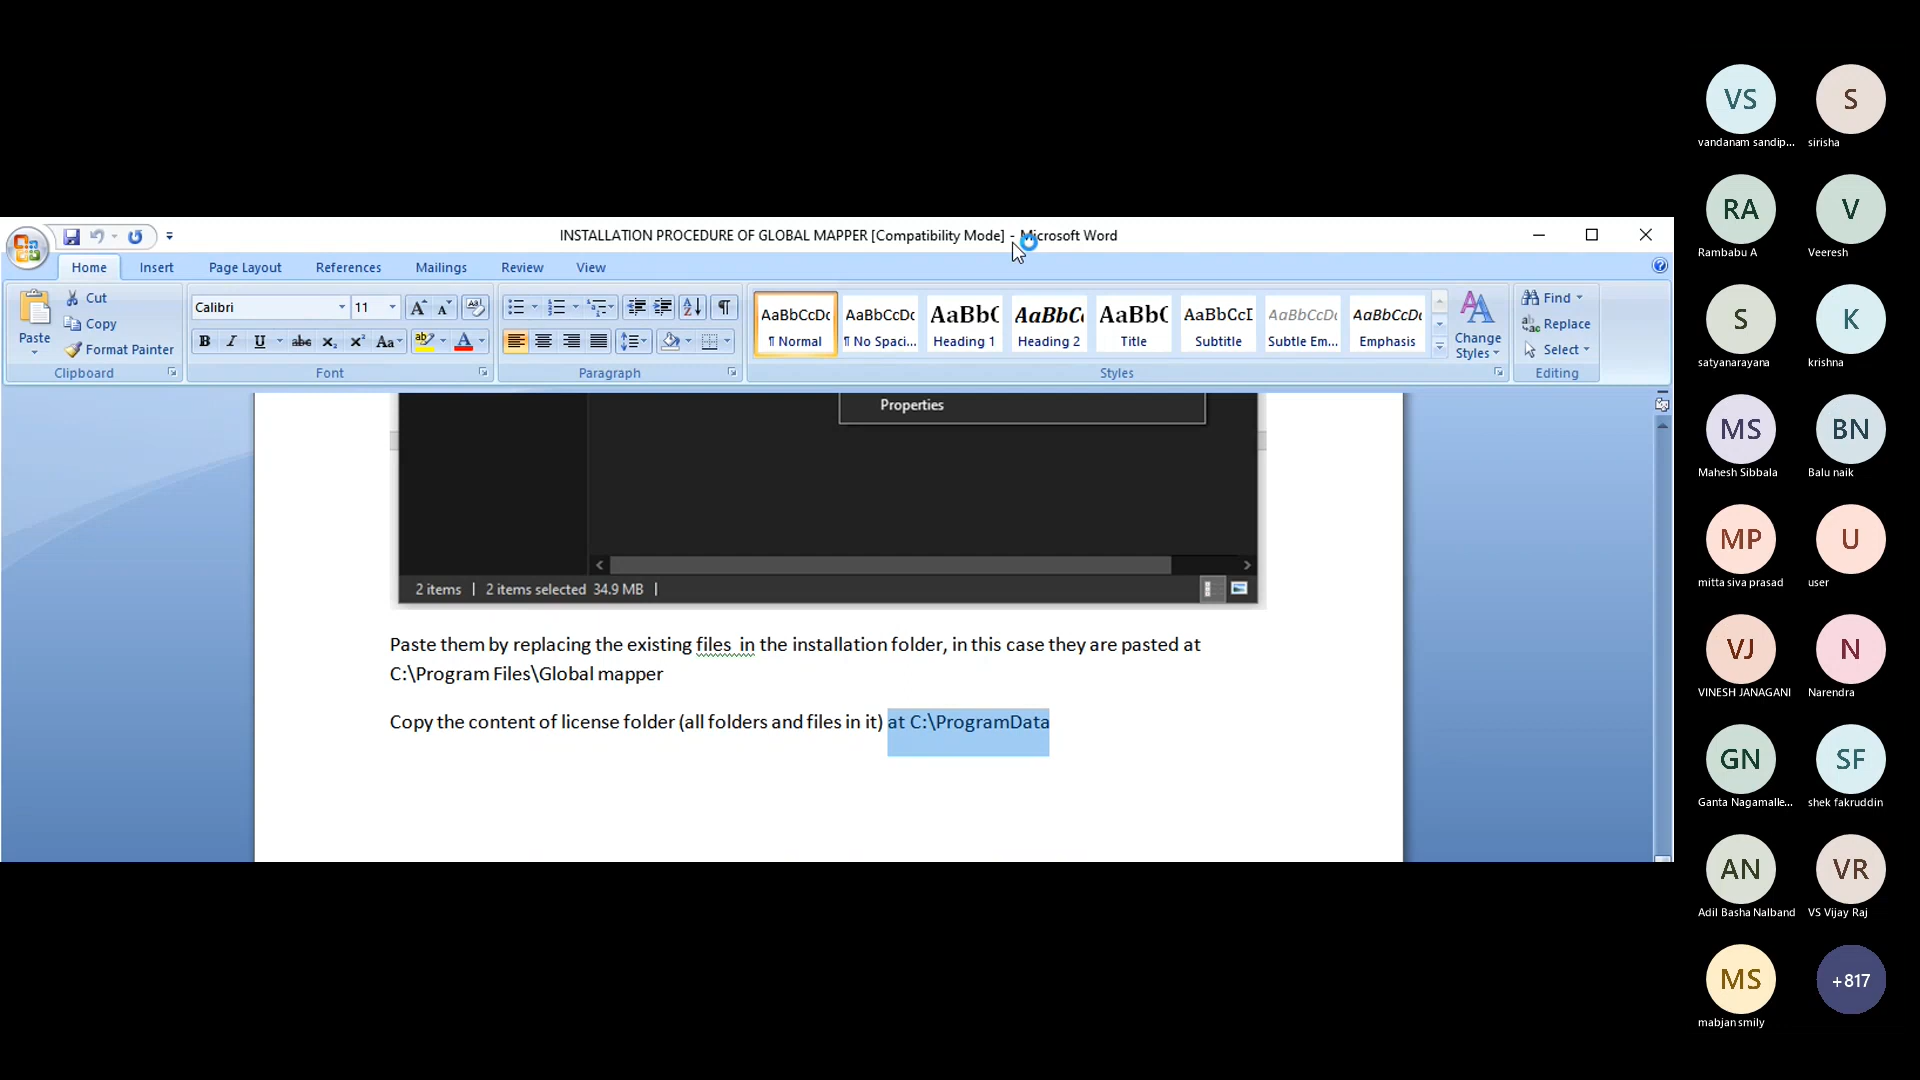 INSTALLATION PROCEDURE OF GLOBAL MAPPER [Compatibility Mode] - Microsoft Word
Home Insert Page Layout References Mailings Review View
Paste
Cut
Copy
Format Painter
Clipboard
Calibri 11
B I U abc x₂ x² Aa
Font
Paragraph
AaBbCcDc AaBbCcDc AaBbC AaBbCc AaBbC AaBbCcI AaBbCcDc AaBbCcDc
¶ Normal ¶ No Spaci... Heading 1 Heading 2 Title Subtitle Subtle Em... Emphasis
Change
Styles
Styles
Find
Replace
Select
Editing
Properties
2 items | 2 items selected 34.9 MB |
Paste them by replacing the existing files in the installation folder, in this case they are pasted at
C:\Program Files\Global mapper
Copy the content of license folder (all folders and files in it) at C:\ProgramData
VS S
vandanam sandip... sirisha
RA V
Rambabu A Veeresh
S K
satyanarayana krishna
MS BN
Mahesh Sibbala Balu naik
MP U
mitta siva prasad user
VJ N
VINESH JANAGANI Narendra
GN SF
Ganta Nagamalle... shek fakruddin
AN VR
Adil Basha Nalband VS Vijay Raj
MS +817
mabjan smily